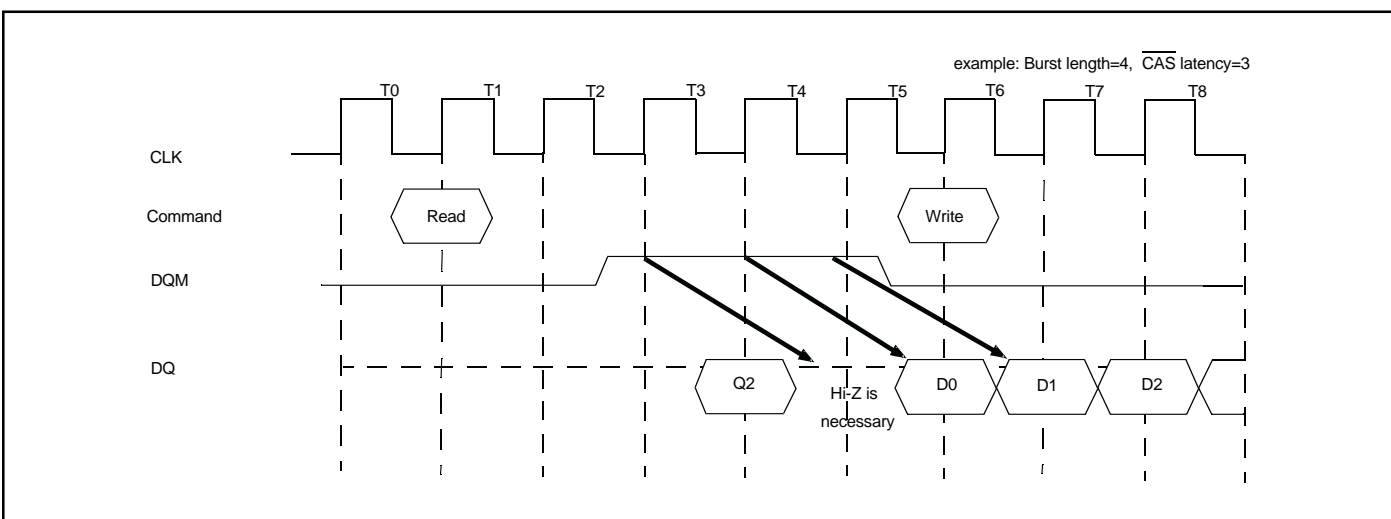 example: Burst length=4, CAS latency=3
T0 T1 T2 T3 T4 T5 T6 T7 T8
CLK
Command Read Write
DQM
DQ Q2 D0 D1 D2
Hi-Z is
necessary